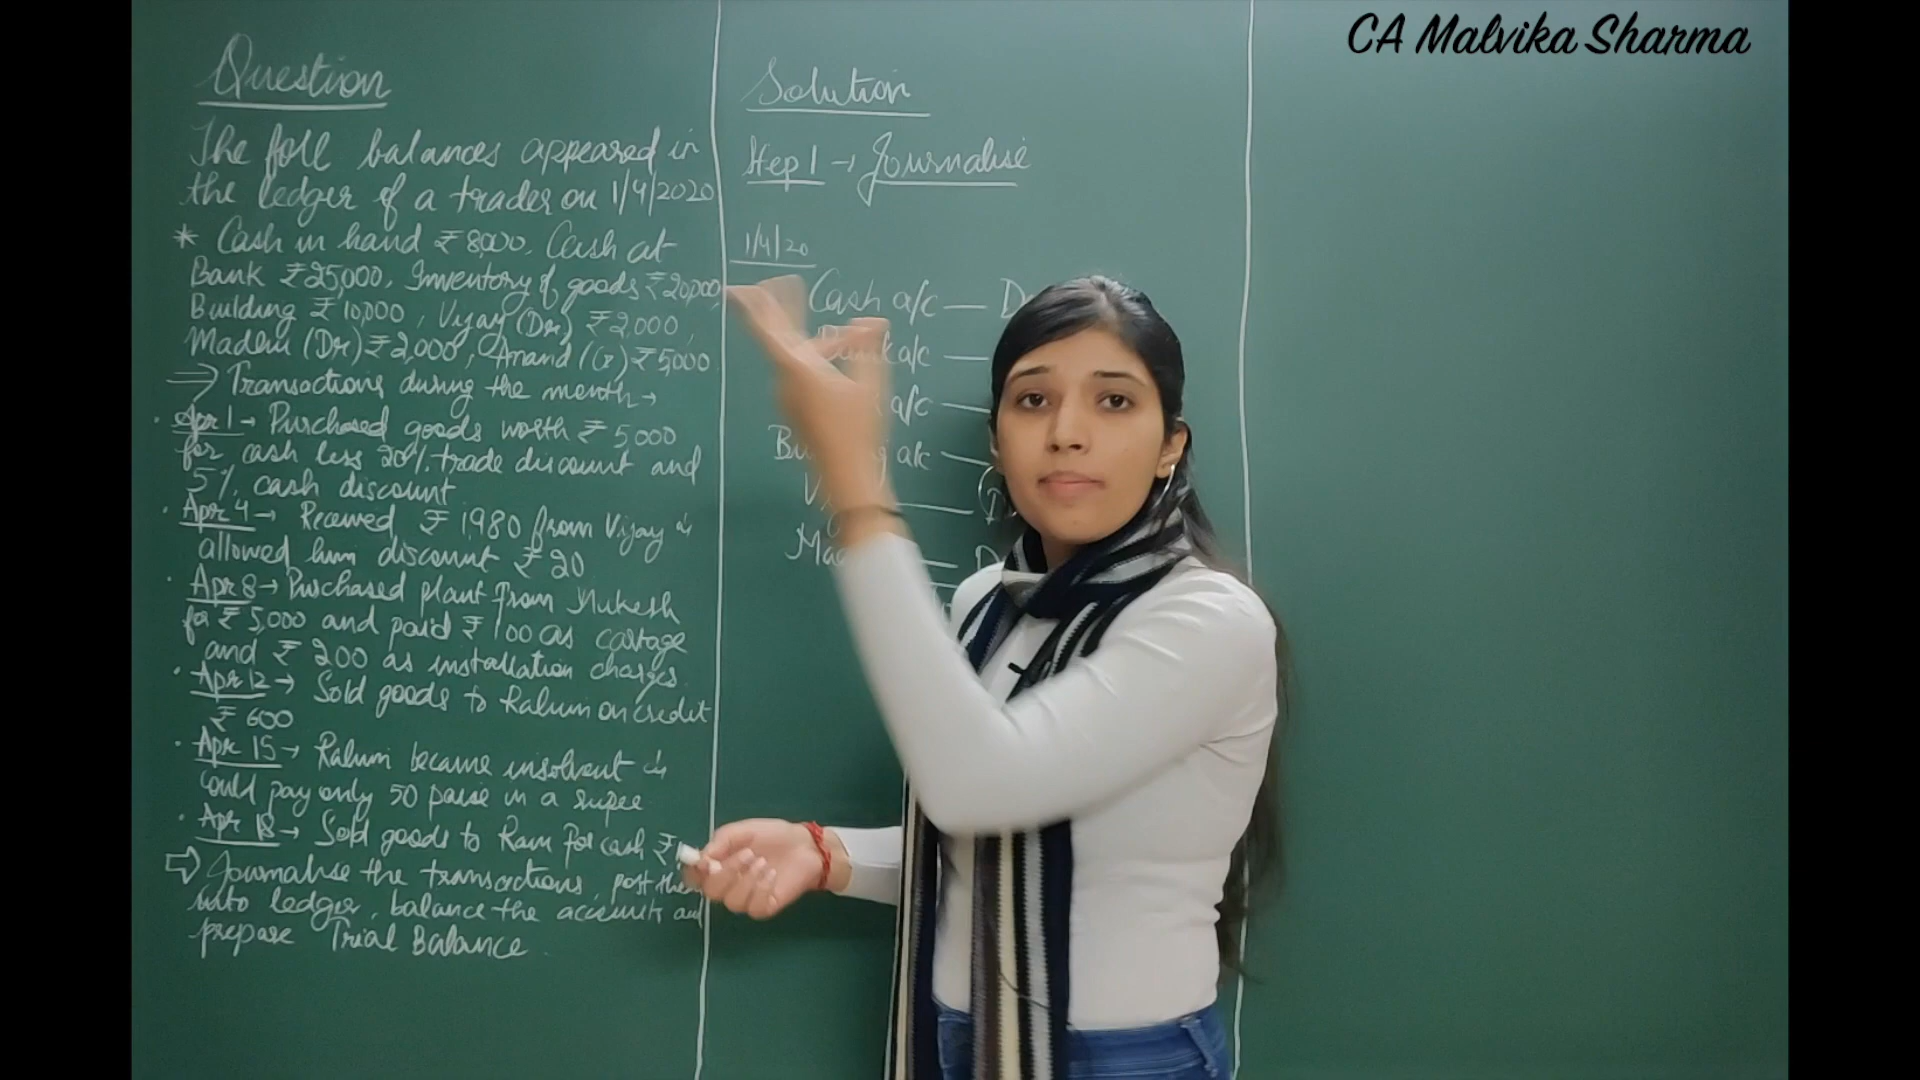 CA Malvika Sharma
Question
The foll balances appeared in
the ledger of a trader on 1/4/2020
* Cash in hand ₹ 8,000, Cash at
Bank ₹ 25,000, Inventory of goods ₹ 20,000,
Building ₹ 10,000, Vijay (Dr) ₹ 2,000,
(Dr) ₹ 2,000, Anand (Cr) ₹ 5,000.
⇒ Transactions during the month →
• Apr 1 → Purchased goods worth ₹ 5000
for cash less 20% trade discount and
5% cash discount
• Apr 4 → Received ₹ 1,980 from Vijay &
allowed him discount ₹ 20
• Apr 8 → Purchased plant from Mukesh
for ₹ 5,000 and paid ₹ 100 as cartage
and ₹ 200 as installation charges.
• Apr 12 → Sold goods to Rahim on credit
₹ 600
• Apr 15 → Rahim became insolvent &
could pay only 50 paise in a rupee
• Apr 18 → Sold goods to Ram for cash ₹
⇨ Journalise the transactions, post them
into ledger, balance the accounts and
prepare Trial Balance.
Solution
Step 1 → Journalise
1/4/20
Cash a/c — D
Bank a/c —
a/c —
Building a/c —